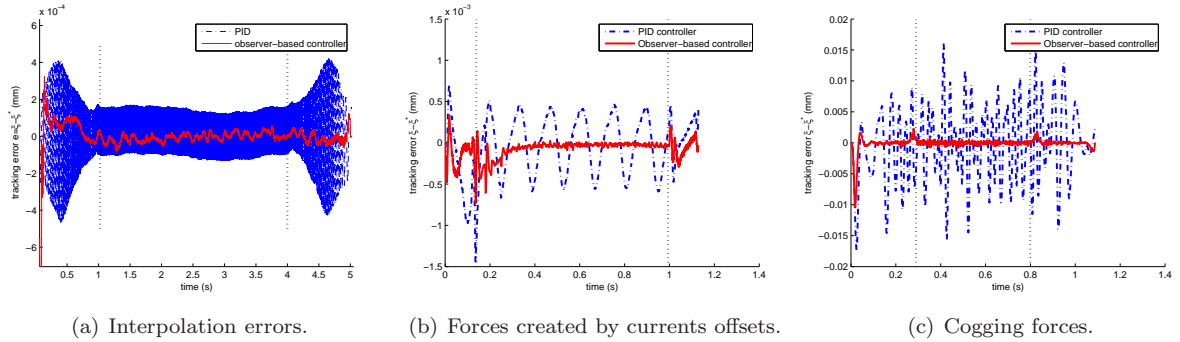 x 10⁻⁴
6
4
2
0
−2
−4
−6
0.5 1 1.5 2 2.5 3 3.5 4 4.5 5
time (s)
tracking error e=ξ−ξ* (mm)
PID
observer−based controller
(a) Interpolation errors.
x 10⁻³
1.5
1
0.5
0
−0.5
−1
−1.5
0 0.2 0.4 0.6 0.8 1 1.2 1.4
time (s)
tracking error ξ−ξ* (mm)
PID controller
Observer−based controller
(b) Forces created by currents offsets.
0.02
0.015
0.01
0.005
0
−0.005
−0.01
−0.015
−0.02
0 0.2 0.4 0.6 0.8 1 1.2 1.4
time (s)
tracking error ξ−ξ* (mm)
PID controller
Observer−based controller
(c) Cogging forces.